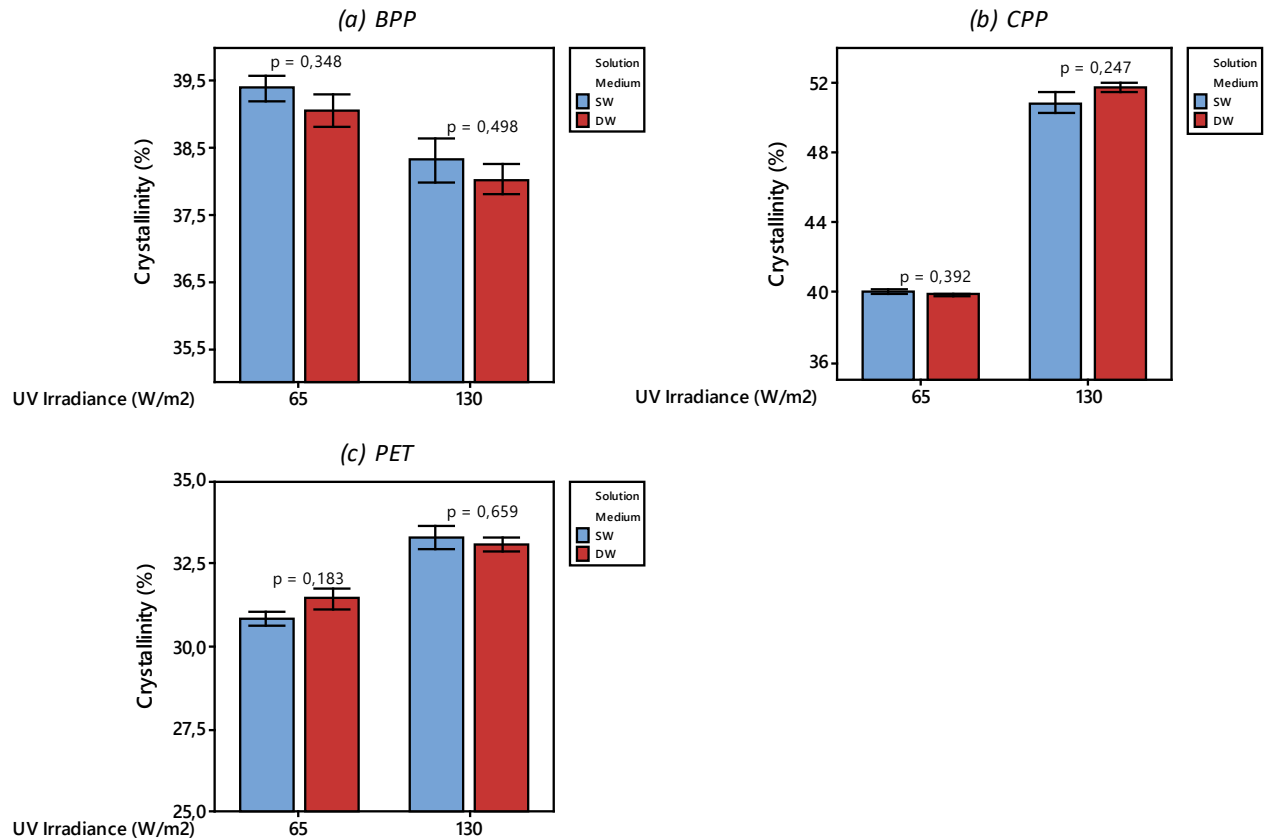 (a) BPP
Crystallinity (%)
39,5
38,5
37,5
36,5
35,5
p = 0,348
p = 0,498
UV Irradiance (W/m2)
65
130
Solution
Medium
SW
DW
(b) CPP
Crystallinity (%)
52
48
44
40
36
p = 0,392
p = 0,247
UV Irradiance (W/m2)
65
130
Solution
Medium
SW
DW
(c) PET
Crystallinity (%)
35,0
32,5
30,0
27,5
25,0
p = 0,183
p = 0,659
UV Irradiance (W/m2)
65
130
Solution
Medium
SW
DW